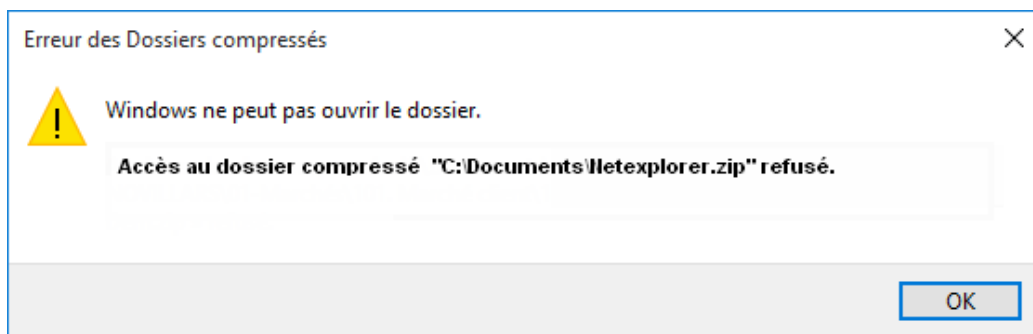 Erreur des Dossiers compressés
Windows ne peut pas ouvrir le dossier.
Accès au dossier compressé "C:\Documents\Netexplorer.zip" refusé.
OK